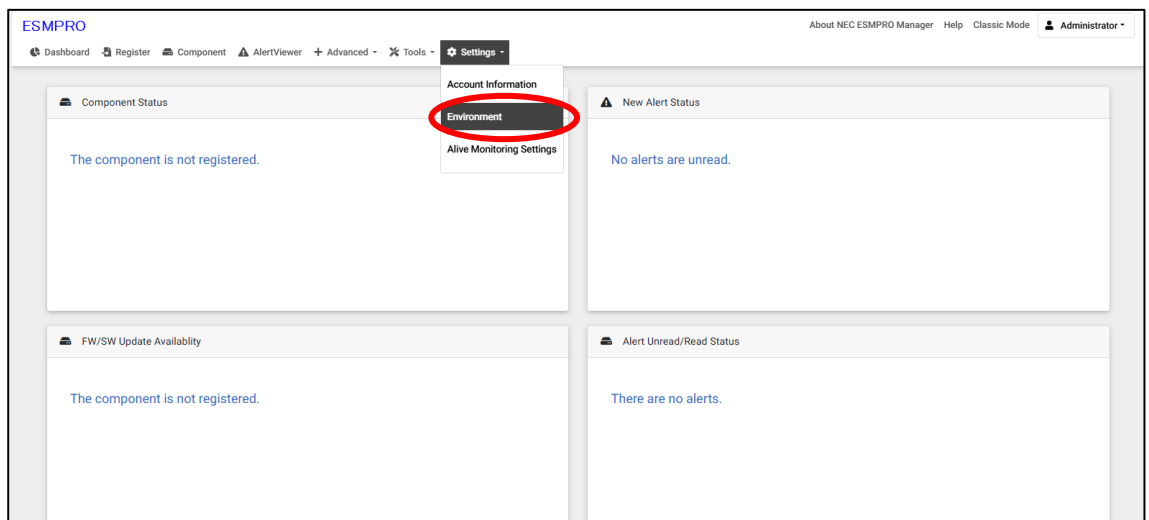 ESMPRO
About NEC ESMPRO Manager Help Classic Mode Administrator
Dashboard Register Component AlertViewer Advanced Tools Settings
Account Information
Environment
Alive Monitoring Settings
Component Status
The component is not registered.
New Alert Status
No alerts are unread.
FW/SW Update Availablity
The component is not registered.
Alert Unread/Read Status
There are no alerts.